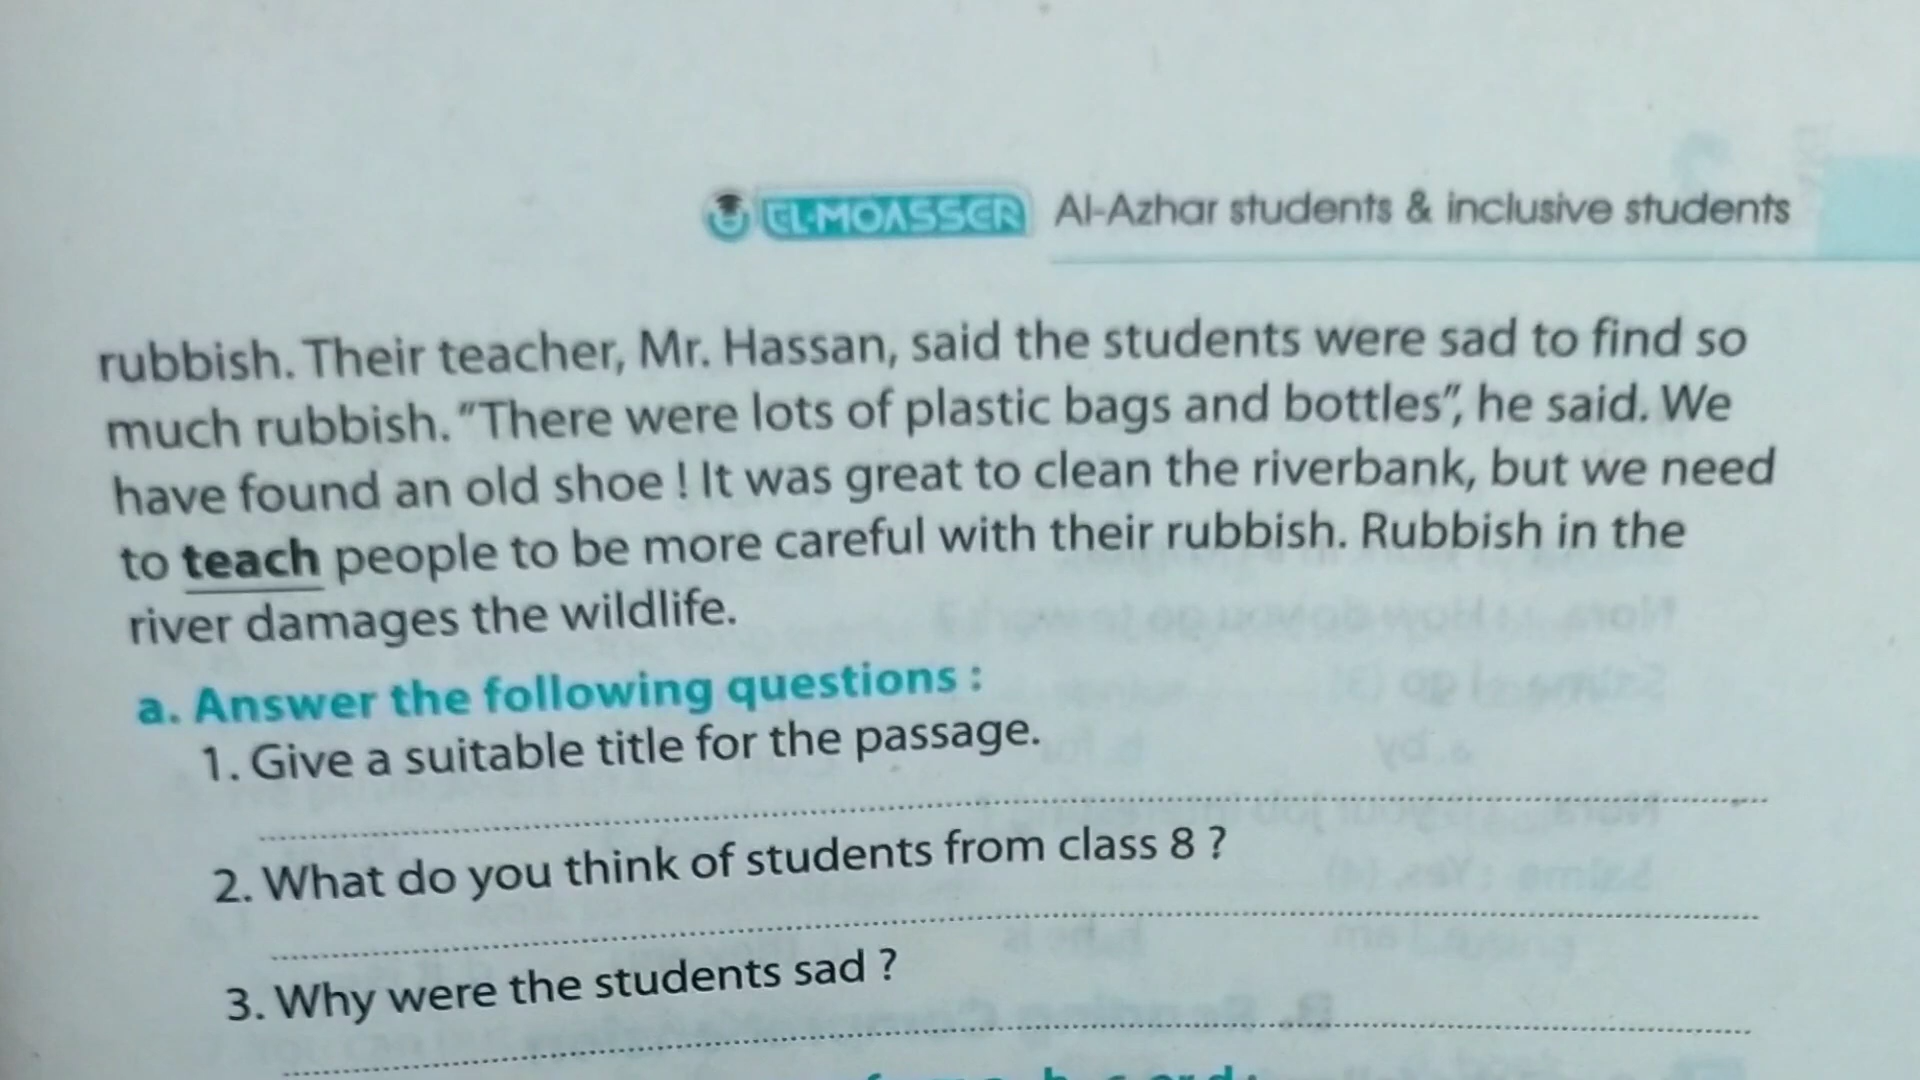 EL-MOASSER Al-Azhar students & inclusive students
rubbish. Their teacher, Mr. Hassan, said the students were sad to find so
much rubbish. "There were lots of plastic bags and bottles", he said. We
have found an old shoe ! It was great to clean the riverbank, but we need
to teach people to be more careful with their rubbish. Rubbish in the
river damages the wildlife.
a. Answer the following questions :
1. Give a suitable title for the passage.
2. What do you think of students from class 8 ?
3. Why were the students sad ?